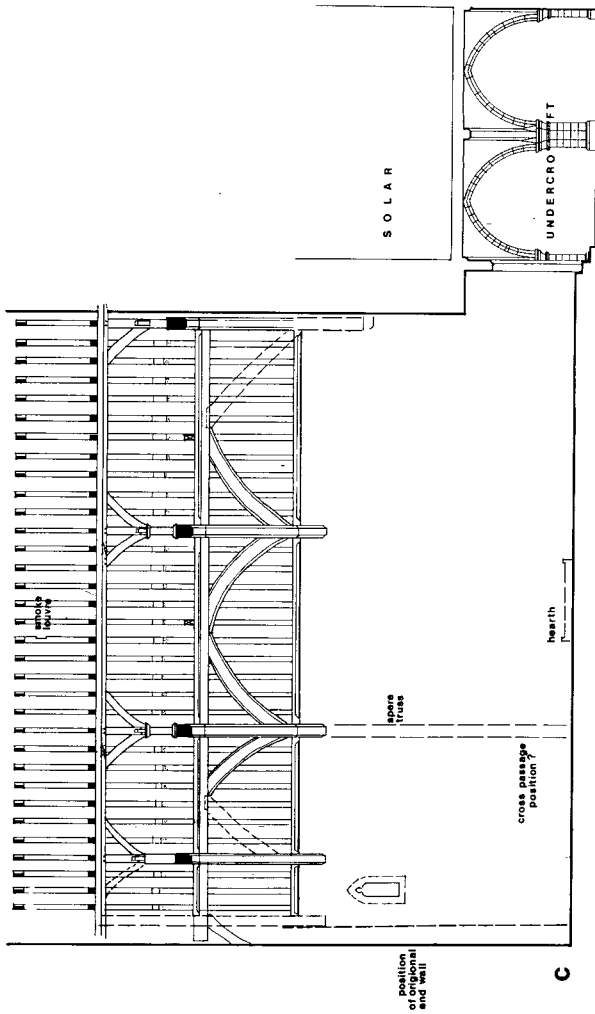 SOLAR
UNDERCROFT
smoke
louvre
spere
truss
hearth
cross passage
position ?
position
of origional
end wall
C